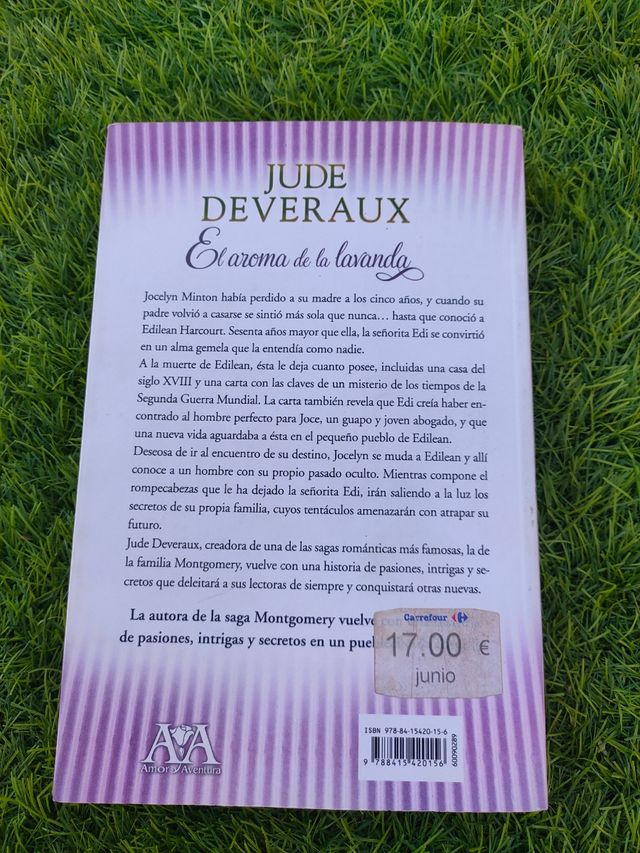 JUDE
DEVERAUX
El aroma de la lavanda
Jocelyn Minton había perdido a su madre a los cinco años, y cuando su
padre volvió a casarse se sintió más sola que nunca… hasta que conoció a
Edilean Harcourt. Sesenta años mayor que ella, la señorita Edi se convirtió
en un alma gemela que la entendía como nadie.
A la muerte de Edilean, ésta le deja cuanto posee, incluidas una casa del
siglo XVIII y una carta con las claves de un misterio de los tiempos de la
Segunda Guerra Mundial. La carta también revela que Edi creía haber en-
contrado al hombre perfecto para Joce, un guapo y joven abogado, y que
una nueva vida aguardaba a ésta en el pequeño pueblo de Edilean.
Deseosa de ir al encuentro de su destino, Jocelyn se muda a Edilean y allí
conoce a un hombre con su propio pasado oculto. Mientras compone el
rompecabezas que le ha dejado la señorita Edi, irán saliendo a la luz los
secretos de su propia familia, cuyos tentáculos amenazarán con atrapar su
futuro.
Jude Deveraux, creadora de una de las sagas románticas más famosas, la de
la familia Montgomery, vuelve con una historia de pasiones, intrigas y se-
cretos que deleitará a sus lectoras de siempre y conquistará otras nuevas.
La autora de la saga Montgomery vuelve
de pasiones, intrigas y secretos en un
Carrefour
17.00 €
junio
AA
Amor y Aventura
ISBN 978-84-15420-15-6
9 788415 420156
60090289